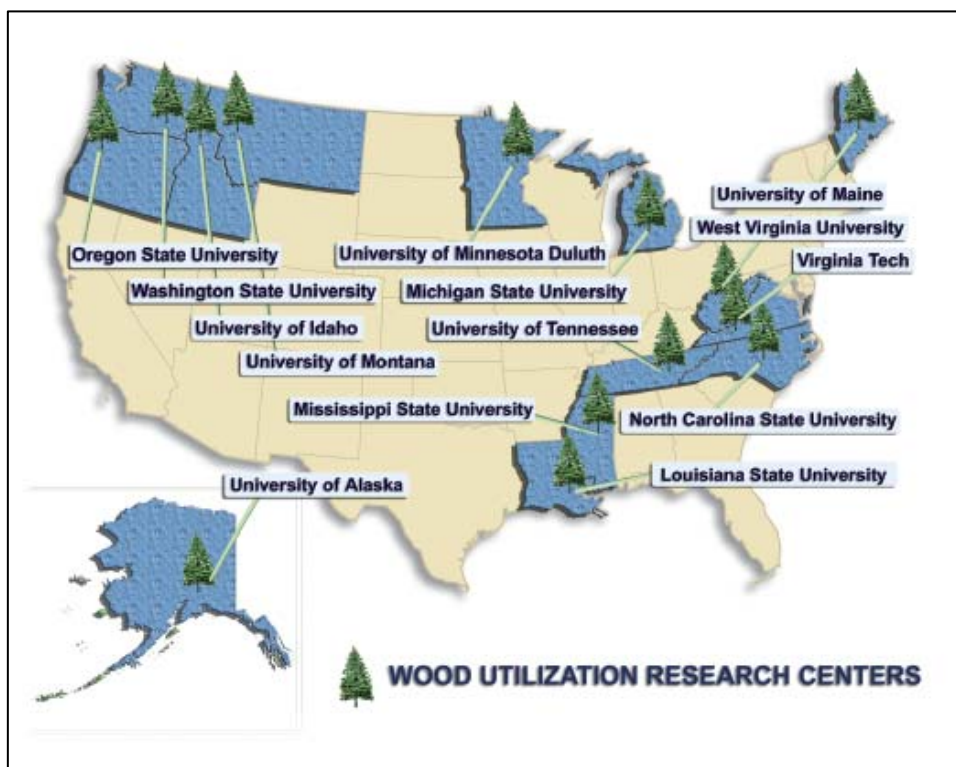 University of Maine
West Virginia University
Oregon State University
University of Minnesota Duluth
Virginia Tech
Washington State University
Michigan State University
University of Idaho
University of Tennessee
University of Montana
Mississippi State University
North Carolina State University
Louisiana State University
University of Alaska
WOOD UTILIZATION RESEARCH CENTERS